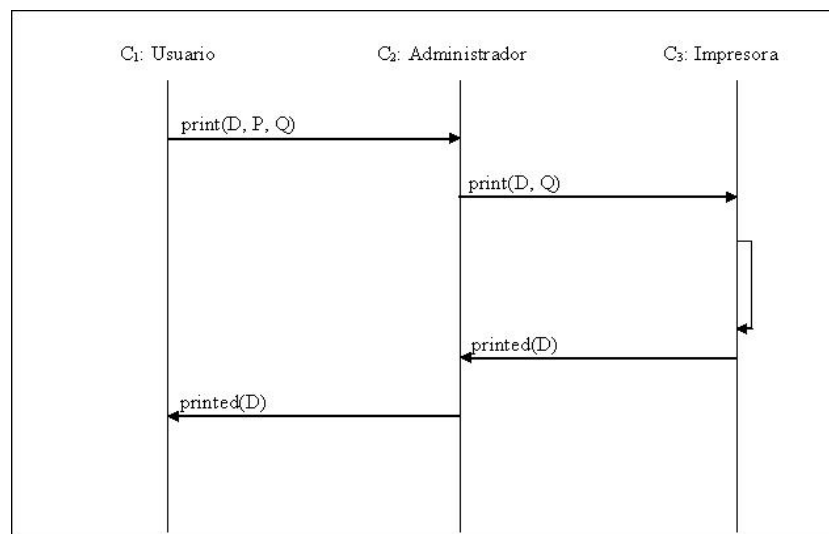 C₁: Usuario
C₂: Administrador
C₃: Impresora
print(D, P, Q)
print(D, Q)
printed(D)
printed(D)